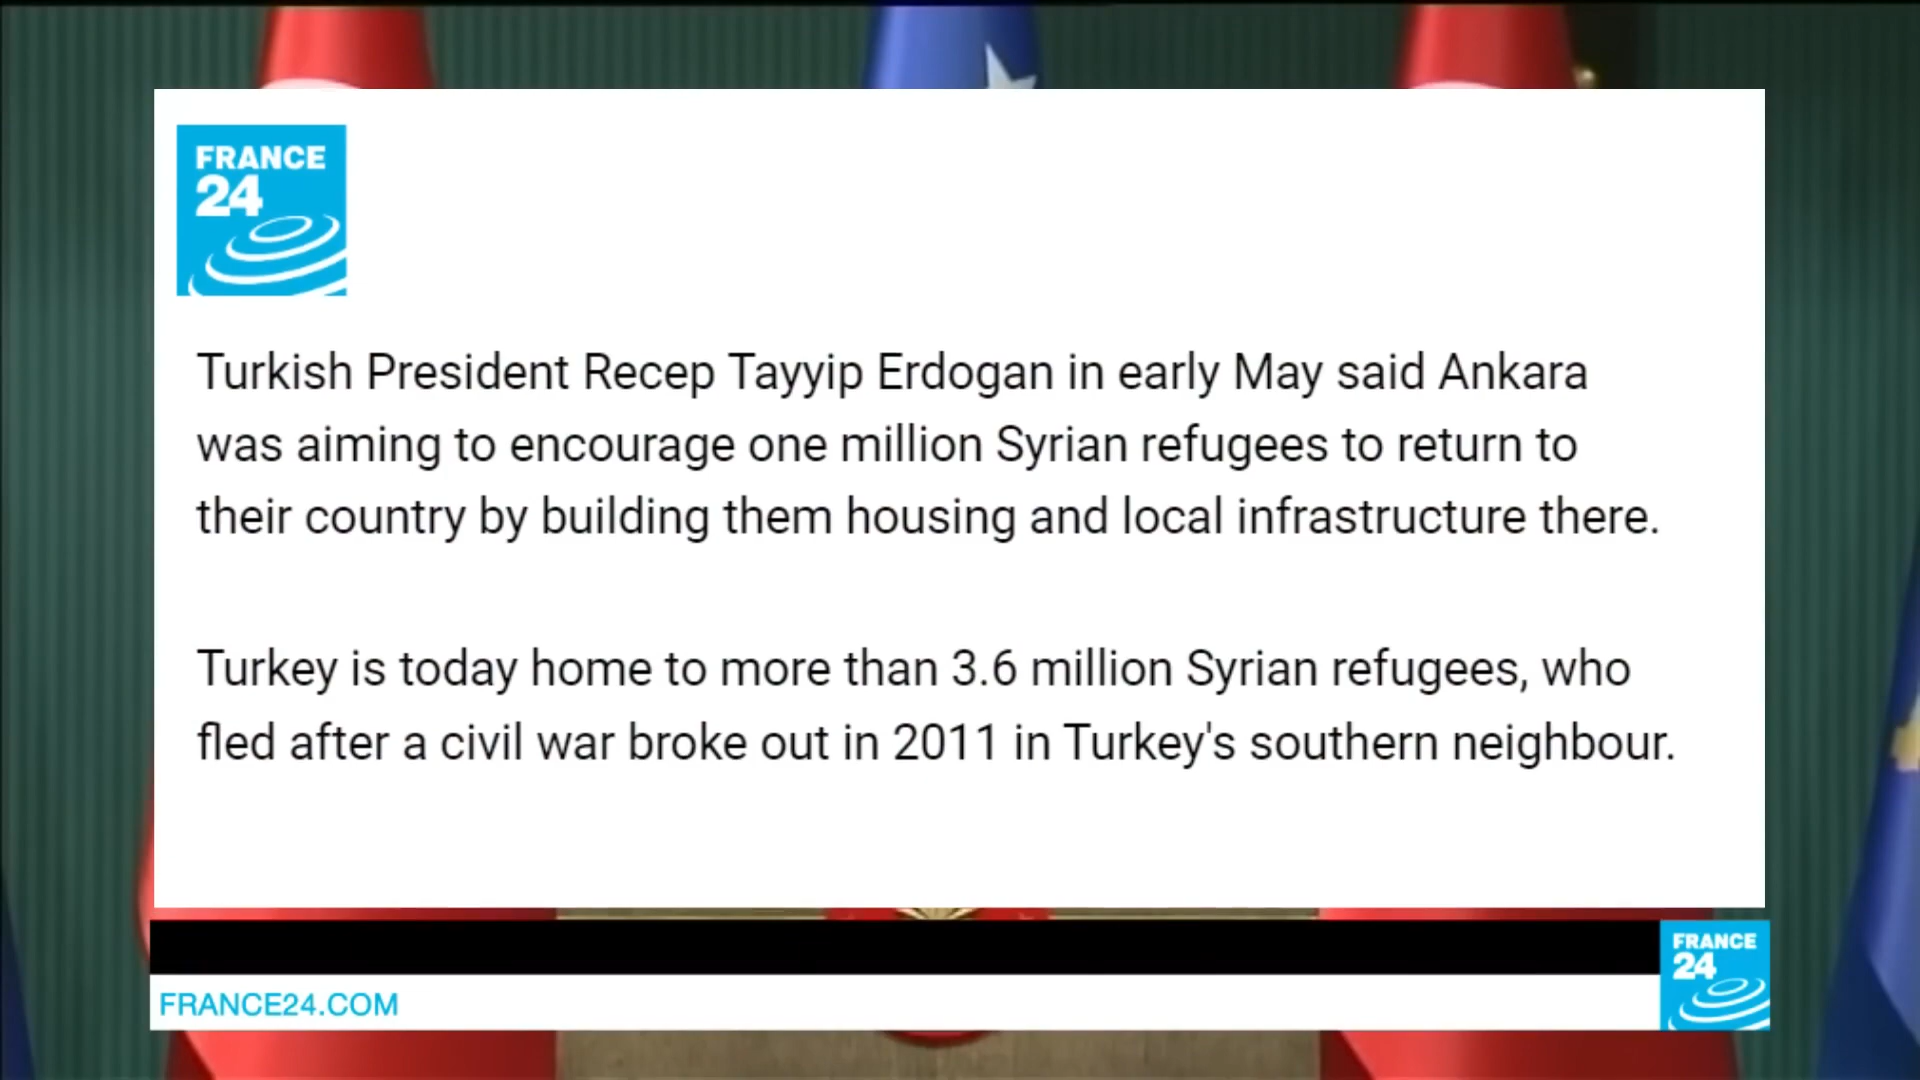 FRANCE
24
Turkish President Recep Tayyip Erdogan in early May said Ankara
was aiming to encourage one million Syrian refugees to return to
their country by building them housing and local infrastructure there.
Turkey is today home to more than 3.6 million Syrian refugees, who
fled after a civil war broke out in 2011 in Turkey's southern neighbour.
FRANCE
24
FRANCE24.COM